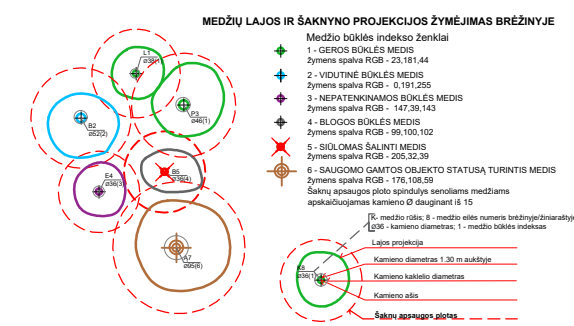 MEDŽIŲ LAJOS IR ŠAKNYNO PROJEKCIJOS ŽYMĖJIMAS BRĖŽINYJE
Medžio būklės indekso ženklai
1 - GEROS BŪKLĖS MEDIS
žymens spalva RGB - 23,181,44
2 - VIDUTINĖ BŪKLĖS MEDIS
žymens spalva RGB - 0,191,255
3 - NEPATENKINAMOS BŪKLĖS MEDIS
žymens spalva RGB - 147,39,143
4 - BLOGOS BŪKLĖS MEDIS
žymens spalva RGB - 99,100,102
5 - SIŪLOMAS ŠALINTI MEDIS
žymens spalva RGB - 205,32,39
6 - SAUGOMO GAMTOS OBJEKTO STATUSĄ TURINTIS MEDIS
žymens spalva RGB - 176,108,59
Šaknų apsaugos ploto spindulys senoliams medžiams
apskaičiuojamas kamieno Ø dauginant iš 15
L1
ø38(1)
P3
ø46(1)
B2
ø52(2)
E4
ø36(3)
B5
ø38(4)
A7
ø95(6)
K8
ø36(1)
K- medžio rūšis; 8 - medžio eilės numeris brėžinyje/žiniaraštyje
ø36 - kamieno diametras; 1 - medžio būklės indeksas
Lajos projekcija
Kamieno diametras 1.30 m aukštyje
Kamieno kaklelio diametras
Kamieno ašis
Šaknų apsaugos plotas